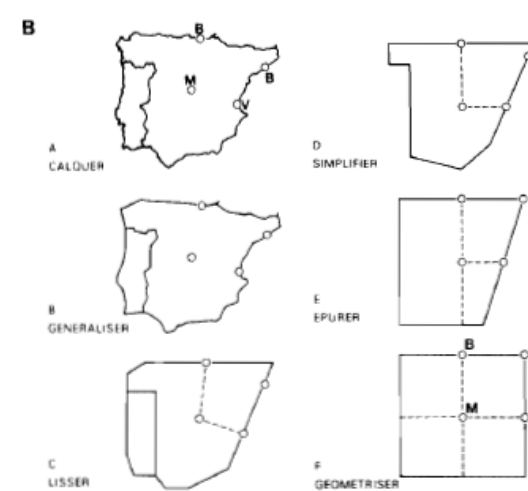 B
B
B
M
V
A
CALQUER
B
GENERALISER
C
LISSER
D
SIMPLIFIER
E
EPURER
B
M
F
GEOMETRISER